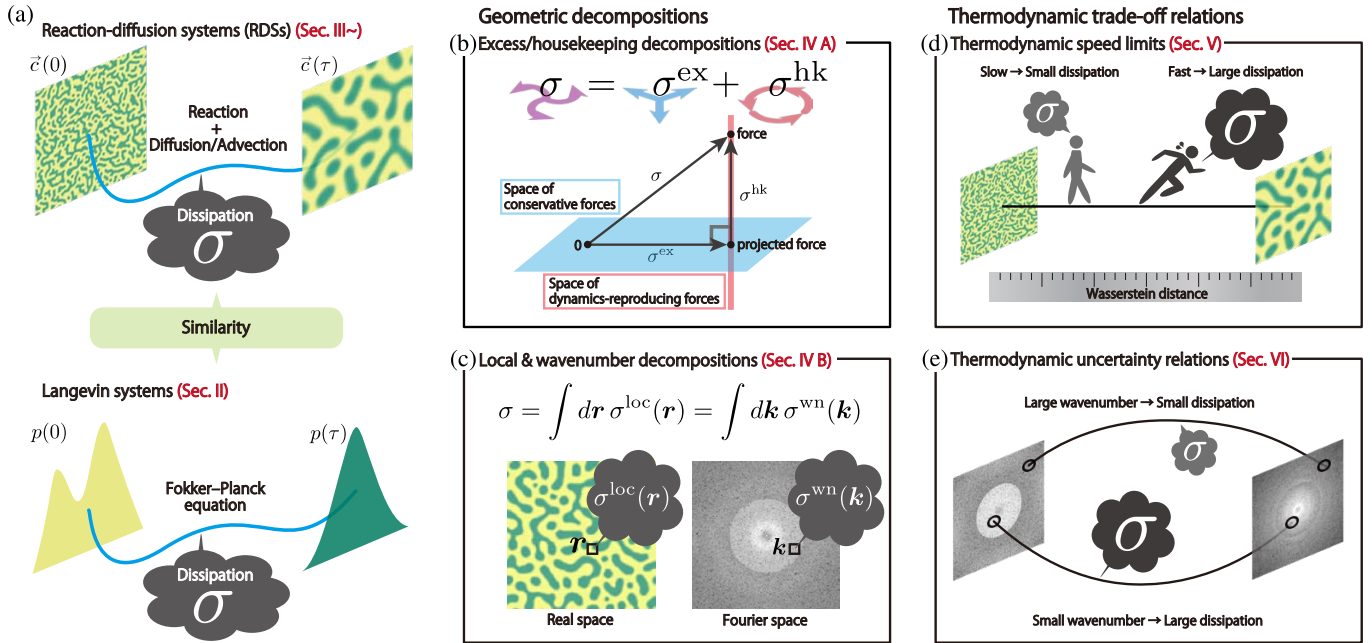 (a)
Reaction-diffusion systems (RDSs) (Sec. III~)
c⃗(0)
c⃗(τ)
Reaction
+
Diffusion/Advection
Dissipation
σ
Similarity
Langevin systems (Sec. II)
p(0)
p(τ)
Fokker–Planck
equation
Dissipation
σ
Geometric decompositions
(b) Excess/housekeeping decompositions (Sec. IV A)
σ = σ^ex + σ^hk
force
σ
σ^hk
Space of
conservative forces
0
σ^ex
projected force
Space of
dynamics-reproducing forces
(c) Local & wavenumber decompositions (Sec. IV B)
σ = ∫ dr σ^loc(r) = ∫ dk σ^wn(k)
σ^loc(r)
r
σ^wn(k)
k
Real space
Fourier space
Thermodynamic trade-off relations
(d) Thermodynamic speed limits (Sec. V)
Slow → Small dissipation
Fast → Large dissipation
σ
σ
Wasserstein distance
(e) Thermodynamic uncertainty relations (Sec. VI)
Large wavenumber → Small dissipation
σ
σ
Small wavenumber → Large dissipation